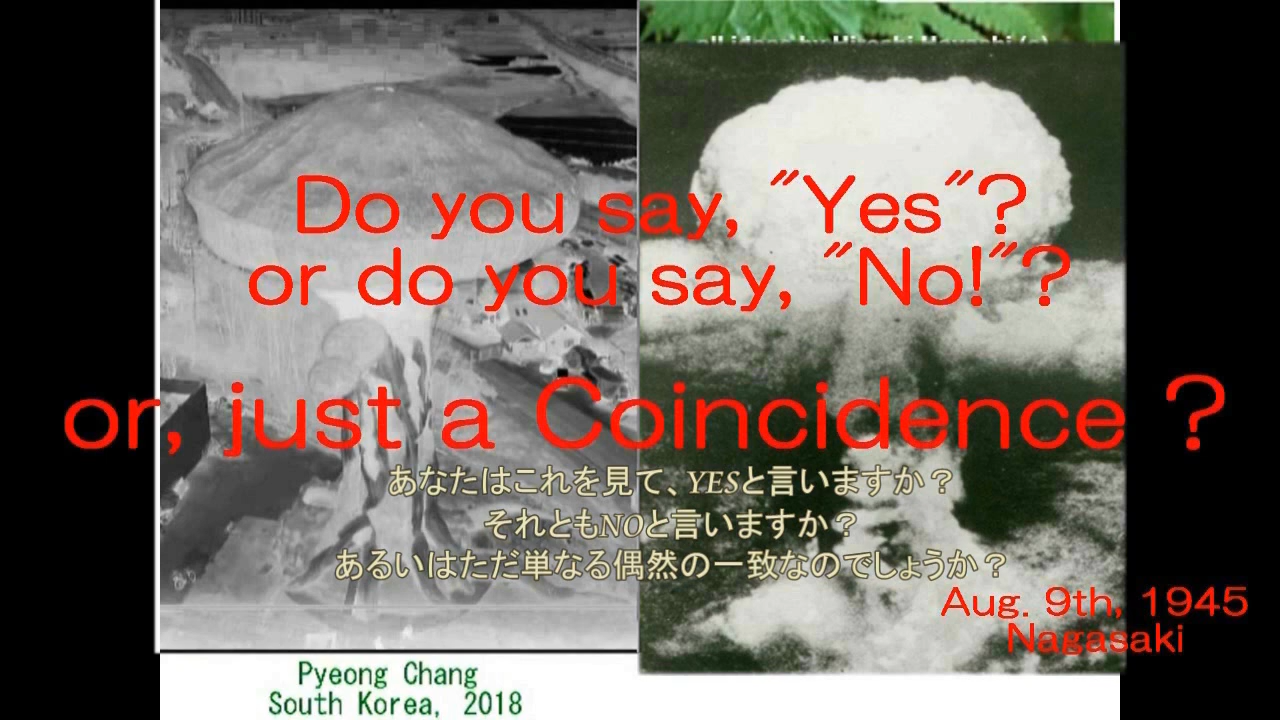 Do you say, "Yes"?
or do you say, "No!"?
or, just a Coincidence ?
あなたはこれを見て、YESと言いますか？
それともNOと言いますか？
あるいはただ単なる偶然の一致なのでしょうか？
Aug. 9th, 1945
Nagasaki
Pyeong Chang
South Korea, 2018